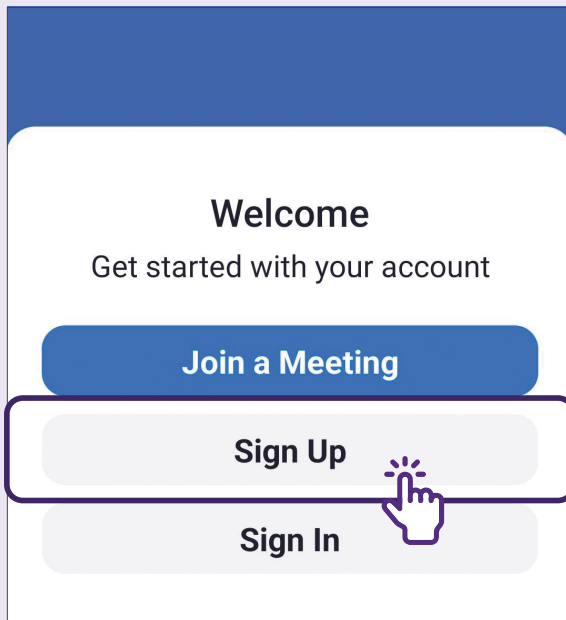 Welcome
Get started with your account
Join a Meeting
Sign Up
Sign In